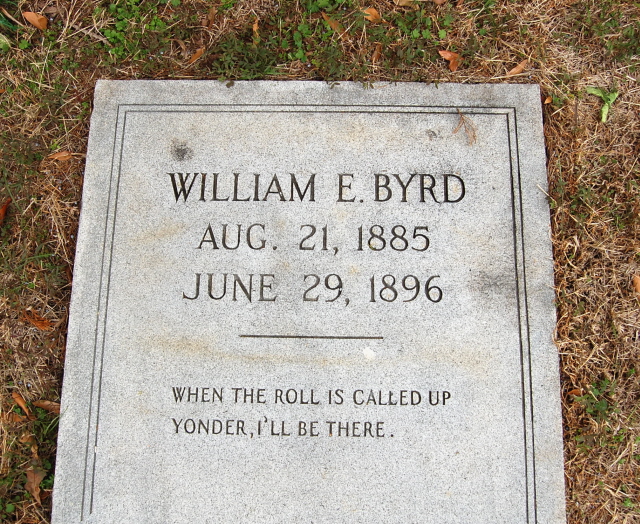 WILLIAM E. BYRD
AUG. 21, 1885
JUNE 29, 1896
WHEN THE ROLL IS CALLED UP
YONDER, I'LL BE THERE.